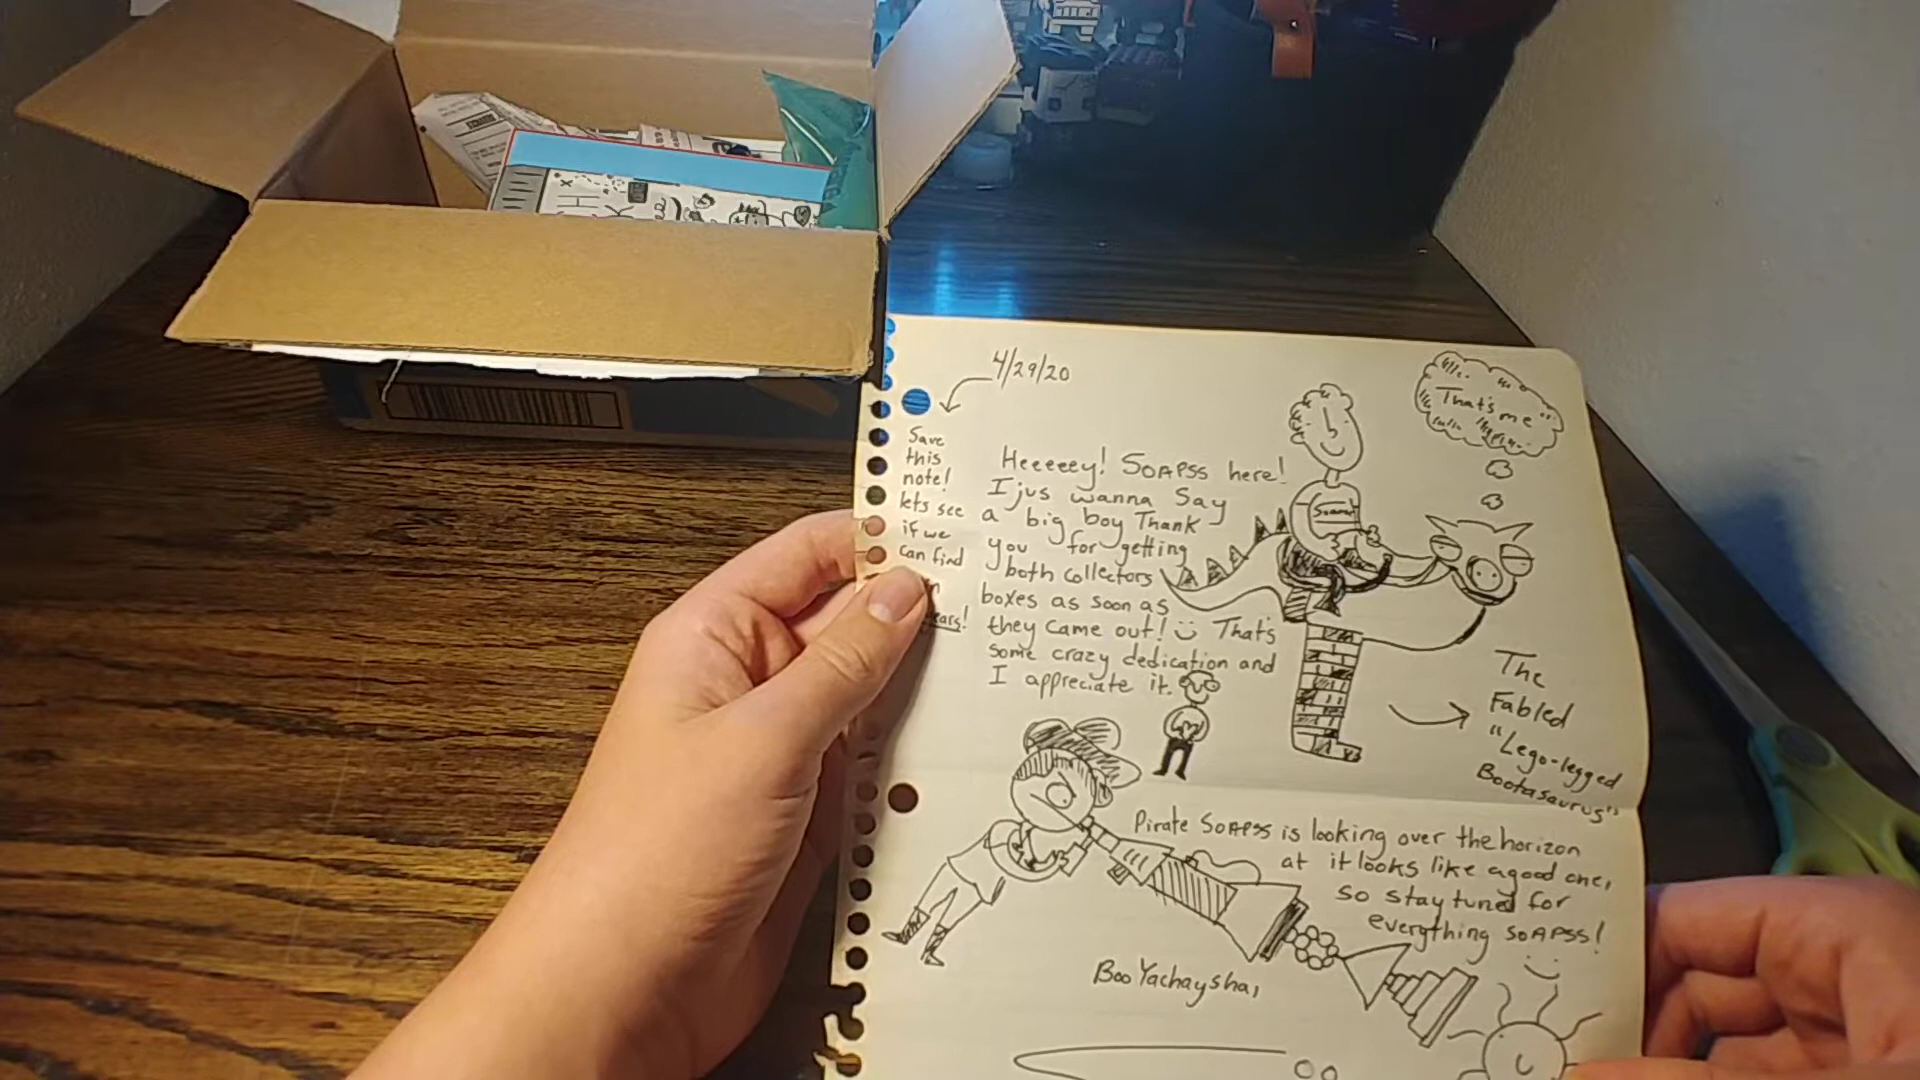 4/29/20
Save
this
note!
lets see
if we
can find
ears!
Heeeeey! SOAPSS here!
I jus wanna Say
a big boy Thank
you for getting
both collectors
boxes as soon as
they came out! That's
some crazy dedication and
I appreciate it.
That's me"
The
Fabled
"Lego-legged
Bootasaurus"
Pirate SOAPSS is looking over the horizon
at it looks like a good one,
so stay tuned for
everything SOAPSS!
Boo Yachaysha,